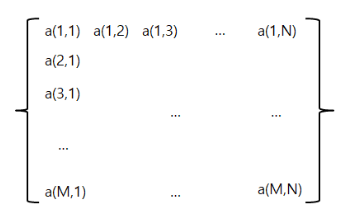 a(1,1) a(1,2) a(1,3) ... a(1,N)
a(2,1)
a(3,1)
... ...
...
a(M,1) ... a(M,N)